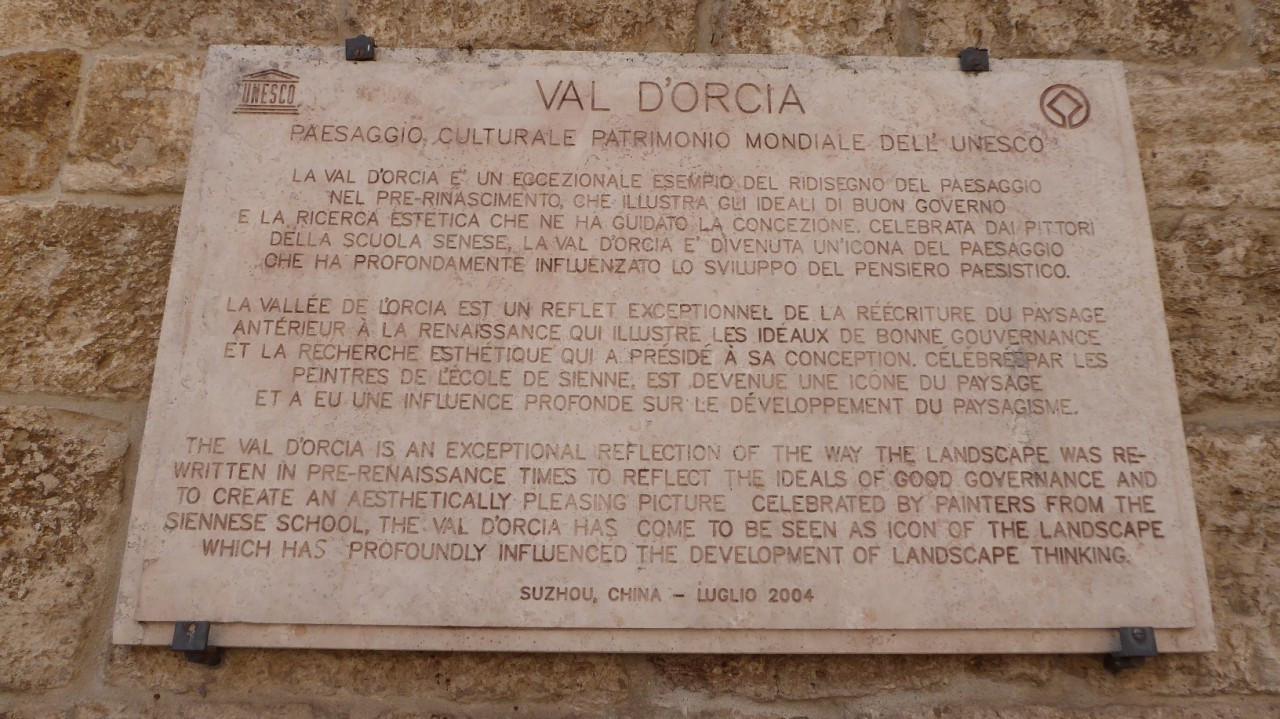 UNESCO
VAL D'ORCIA
PAESAGGIO CULTURALE PATRIMONIO MONDIALE DELL' UNESCO
LA VAL D'ORCIA E' UN ECCEZIONALE ESEMPIO DEL RIDISEGNO DEL PAESAGGIO
NEL PRE-RINASCIMENTO, CHE ILLUSTRA GLI IDEALI DI BUON GOVERNO
E LA RICERCA ESTETICA CHE NE HA GUIDATO LA CONCEZIONE. CELEBRATA DAI PITTORI
DELLA SCUOLA SENESE, LA VAL D'ORCIA E' DIVENUTA UN'ICONA DEL PAESAGGIO
CHE HA PROFONDAMENTE INFLUENZATO LO SVILUPPO DEL PENSIERO PAESISTICO.
LA VALLÉE DE L'ORCIA EST UN REFLET EXCEPTIONNEL DE LA RÉÉCRITURE DU PAYSAGE
ANTÉRIEUR À LA RENAISSANCE QUI ILLUSTRE LES IDÉAUX DE BONNE GOUVERNANCE
ET LA RECHERCHE ESTHÉTIQUE QUI A PRÉSIDÉ À SA CONCEPTION. CÉLÉBRÉE PAR LES
PEINTRES DE L'ÉCOLE DE SIENNE, EST DEVENUE UNE ICÔNE DU PAYSAGE
ET A EU UNE INFLUENCE PROFONDE SUR LE DÉVELOPPEMENT DU PAYSAGISME.
THE VAL D'ORCIA IS AN EXCEPTIONAL REFLECTION OF THE WAY THE LANDSCAPE WAS RE-
WRITTEN IN PRE-RENAISSANCE TIMES TO REFLECT THE IDEALS OF GOOD GOVERNANCE AND
TO CREATE AN AESTHETICALLY PLEASING PICTURE CELEBRATED BY PAINTERS FROM THE
SIENNESE SCHOOL, THE VAL D'ORCIA HAS COME TO BE SEEN AS ICON OF THE LANDSCAPE
WHICH HAS PROFOUNDLY INFLUENCED THE DEVELOPMENT OF LANDSCAPE THINKING.
SUZHOU, CHINA - LUGLIO 2004